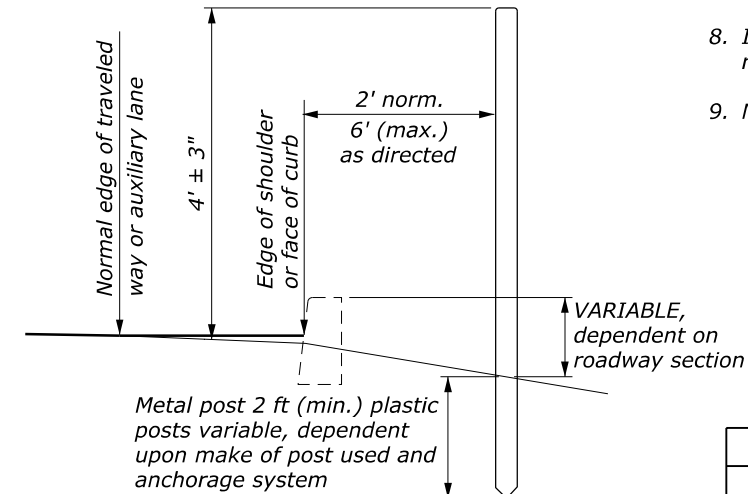 Normal edge of traveled
way or auxiliary lane
4' ± 3"
Edge of shoulder
or face of curb
2' norm.
6' (max.)
as directed
8.
9.
VARIABLE,
dependent on
roadway section
Metal post 2 ft (min.) plastic
posts variable, dependent
upon make of post used and
anchorage system